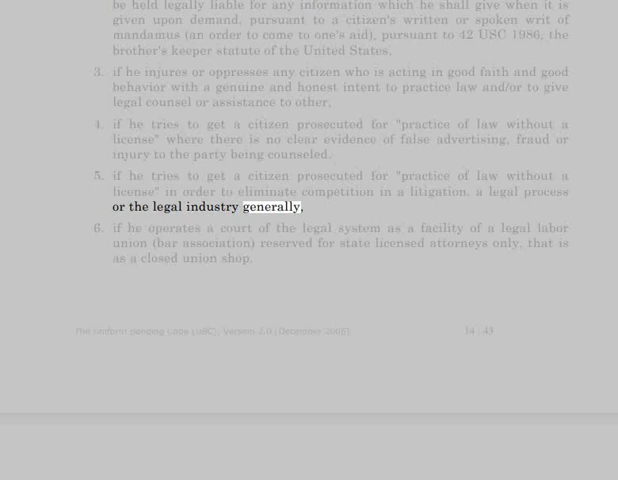 be held legally liable for any information which he shall give when it is
given upon demand, pursuant to a citizen's written or spoken writ of
mandamus (an order to come to one's aid), pursuant to 42 USC 1986, the
brother's keeper statute of the United States.
3. if he injures or oppresses any citizen who is acting in good faith and good
behavior with a genuine and honest intent to practice law and/or to give
legal counsel or assistance to other,
4. if he tries to get a citizen prosecuted for "practice of law without a
license" where there is no clear evidence of false advertising, fraud or
injury to the party being counseled.
5. if he tries to get a citizen prosecuted for "practice of law without a
license" in order to eliminate competition in a litigation, a legal process
or the legal industry generally,
6. if he operates a court of the legal system as a facility of a legal labor
union (bar association) reserved for state licensed attorneys only, that is
as a closed union shop.
The Uniform Bonding Code (UBC), Version 2.0 (December 2006) 34 / 45